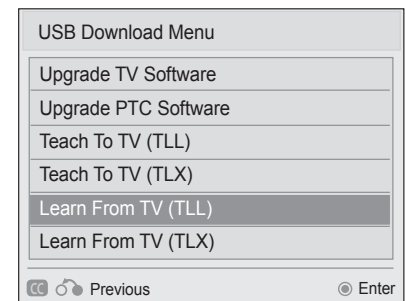 USB Download Menu
Upgrade TV Software
Upgrade PTC Software
Teach To TV (TLL)
Teach To TV (TLX)
Learn From TV (TLL)
Learn From TV (TLX)
CC Previous Enter